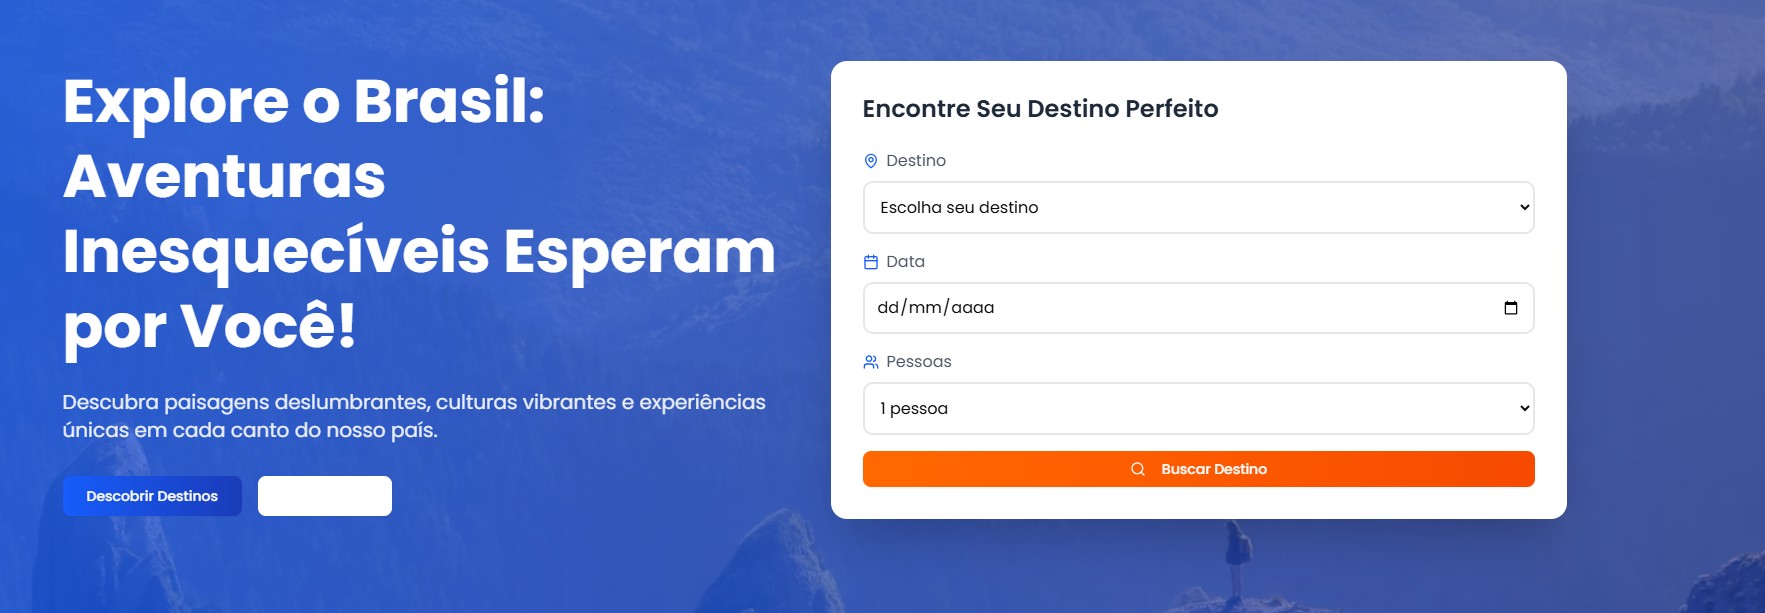 Explore o Brasil:
Aventuras
Inesquecíveis Esperam
por Você!
Descubra paisagens deslumbrantes, culturas vibrantes e experiências
únicas em cada canto do nosso país.
Descobrir Destinos
Encontre Seu Destino Perfeito
Destino
Escolha seu destino
Data
dd/mm/aaaa
Pessoas
1 pessoa
Buscar Destino